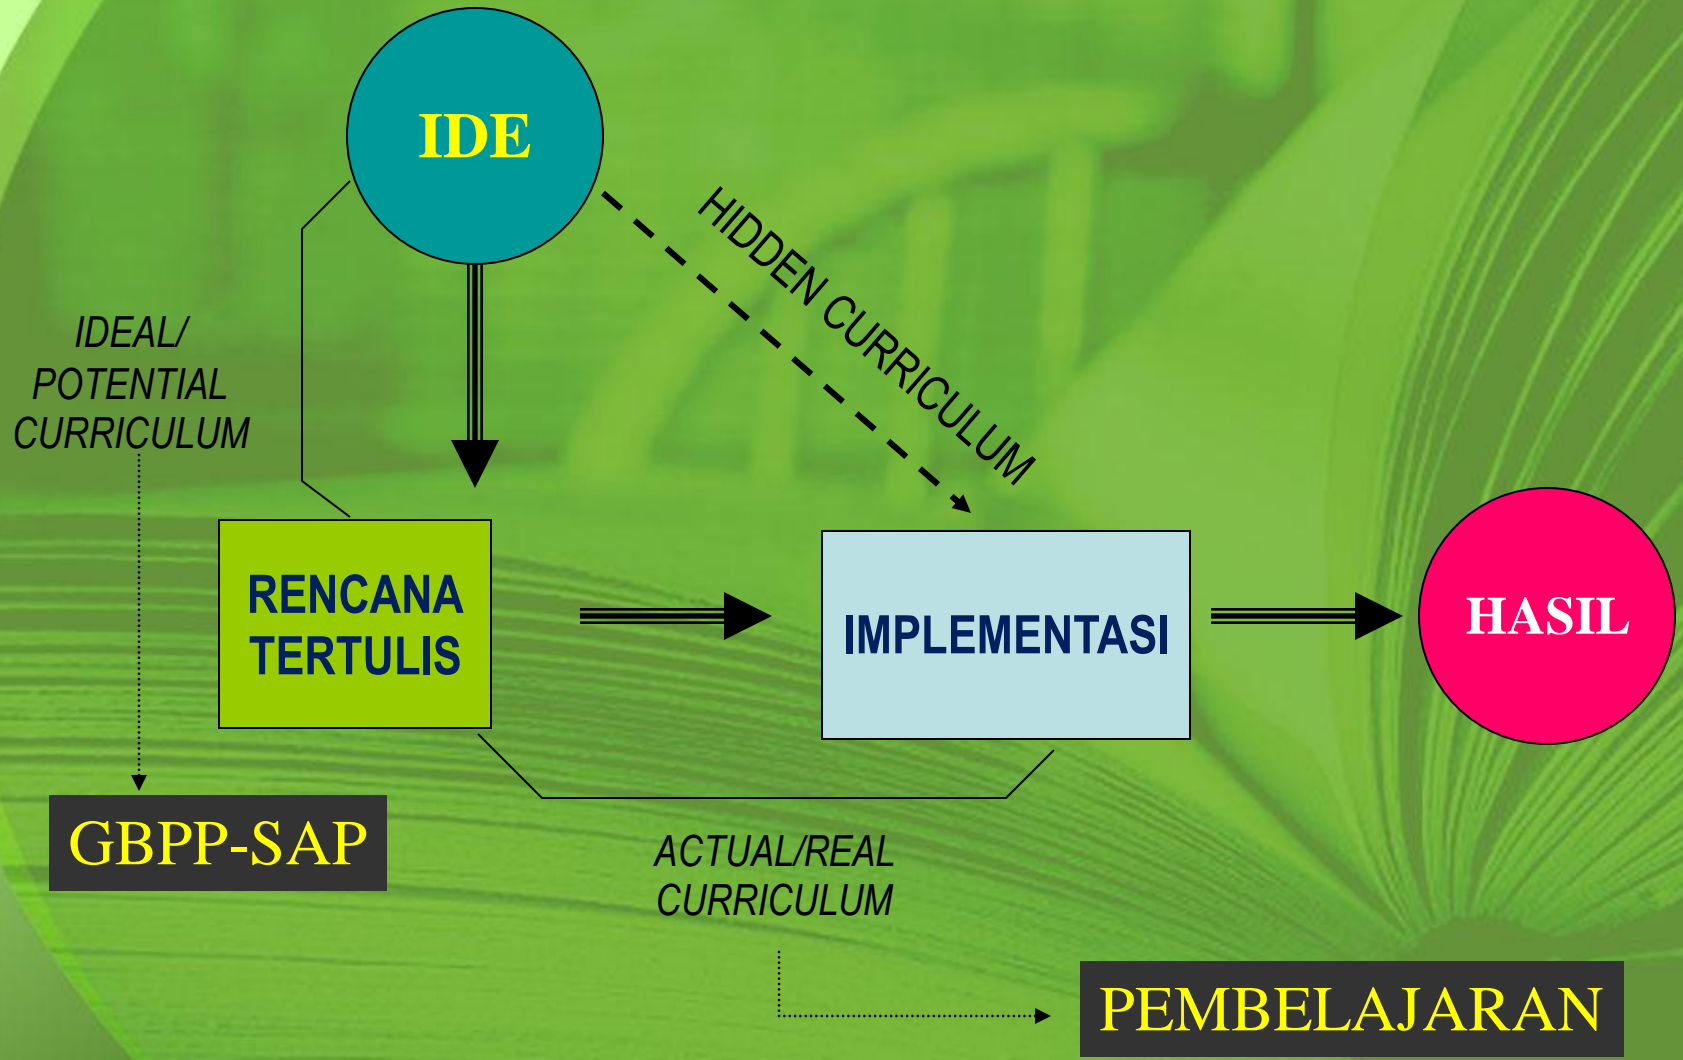 IDE
HIDDEN CURRICULUM
IDEAL/
POTENTIAL
CURRICULUM
RENCANA
TERTULIS
IMPLEMENTASI
HASIL
GBPP-SAP
ACTUAL/REAL
CURRICULUM
PEMBELAJARAN